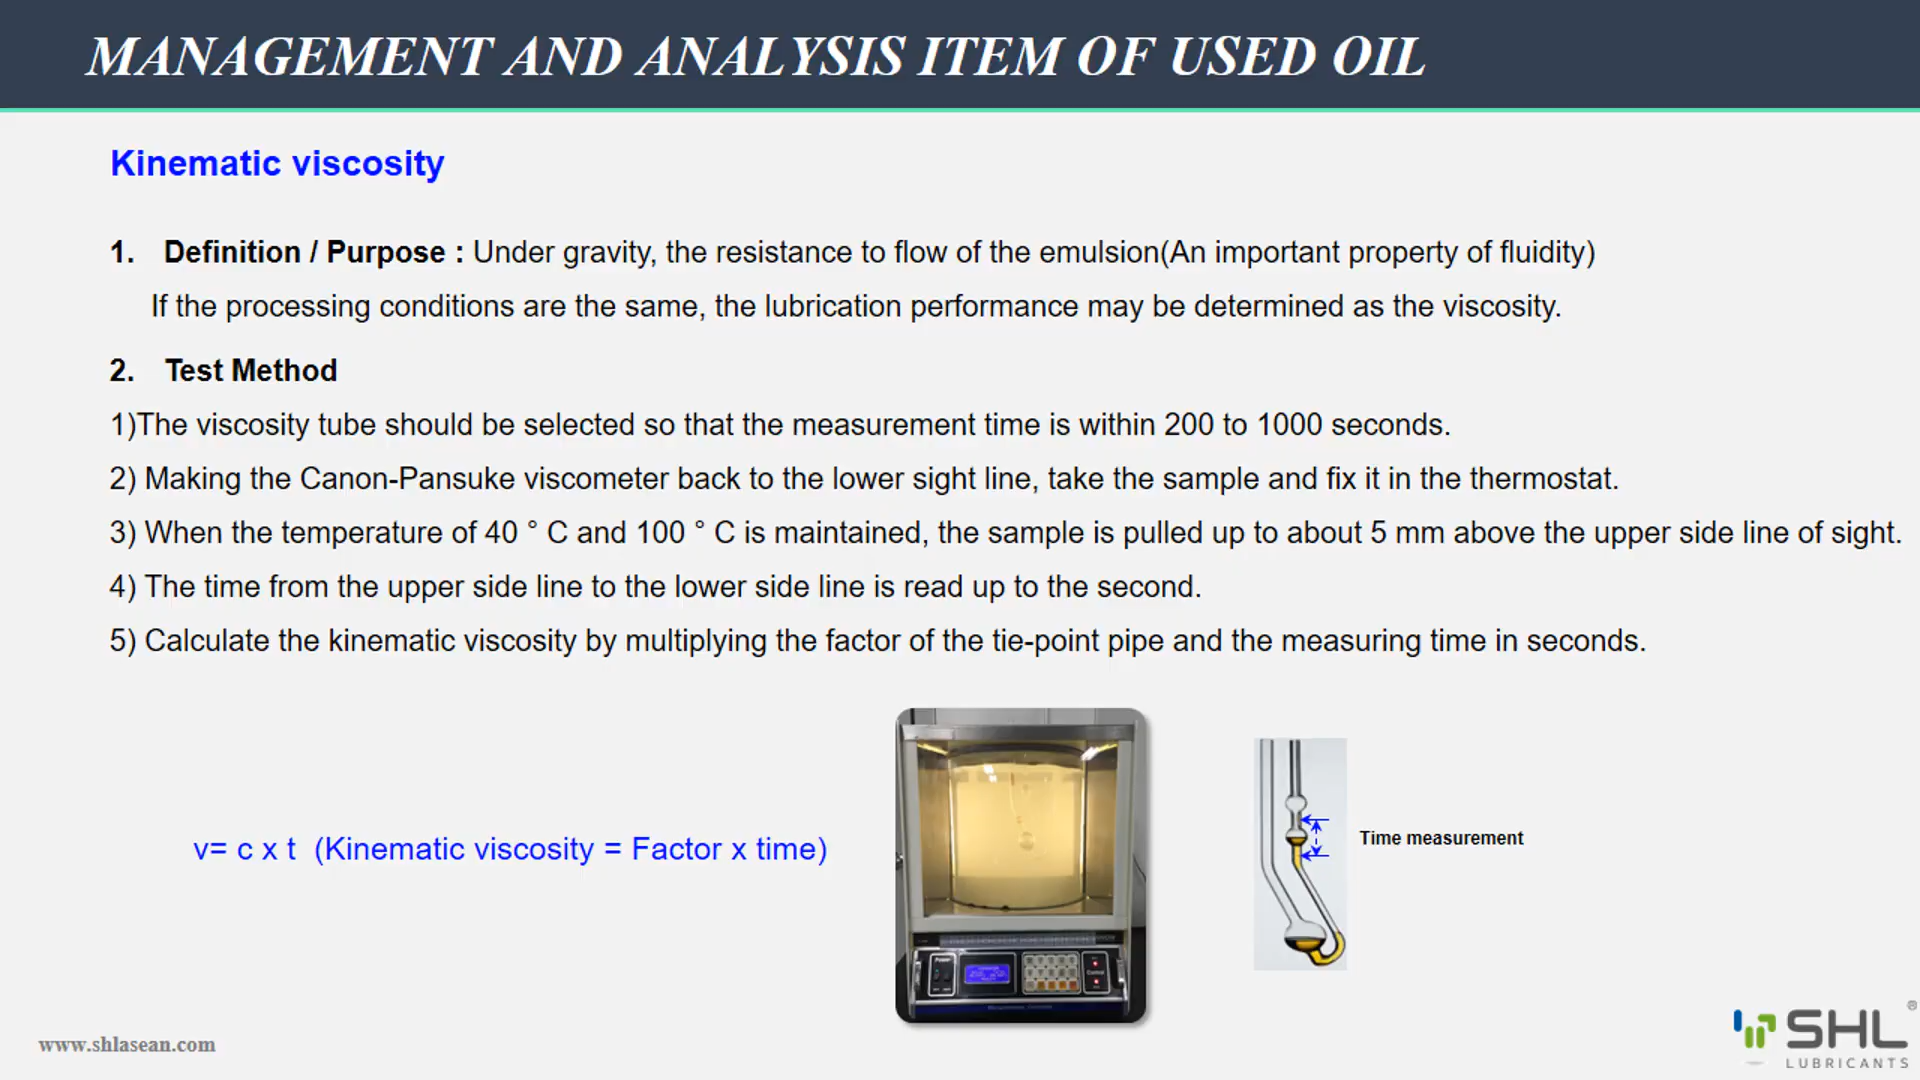 MANAGEMENT AND ANALYSIS ITEM OF USED OIL
Kinematic viscosity
1. Definition / Purpose : Under gravity, the resistance to flow of the emulsion(An important property of fluidity)
If the processing conditions are the same, the lubrication performance may be determined as the viscosity.
2. Test Method
1)The viscosity tube should be selected so that the measurement time is within 200 to 1000 seconds.
2) Making the Canon-Pansuke viscometer back to the lower sight line, take the sample and fix it in the thermostat.
3) When the temperature of 40 ° C and 100 ° C is maintained, the sample is pulled up to about 5 mm above the upper side line of sight.
4) The time from the upper side line to the lower side line is read up to the second.
5) Calculate the kinematic viscosity by multiplying the factor of the tie-point pipe and the measuring time in seconds.
v= c x t (Kinematic viscosity = Factor x time)
Power
Control
Time measurement
www.shlasean.com
SHL®
LUBRICANTS